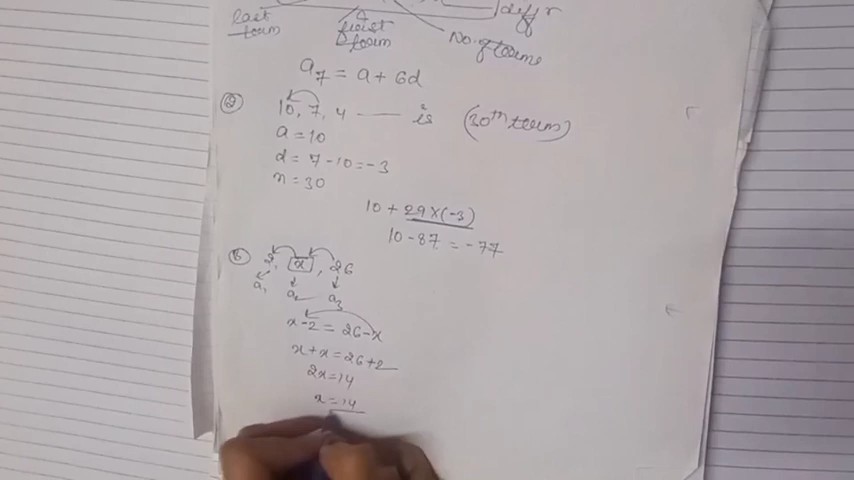 diffr
last
term
first
term
No. of terms
a7 = a + 6d
② 10, 7, 4 —— is (30th term)
a = 10
d = 7 - 10 = -3
n = 30
10 + 29×(-3)
10 - 87 = -77
2, x, 26
a1 a2 a3
x - 2 = 26 - x
x + x = 26 + 2
2x = 14
x = 14